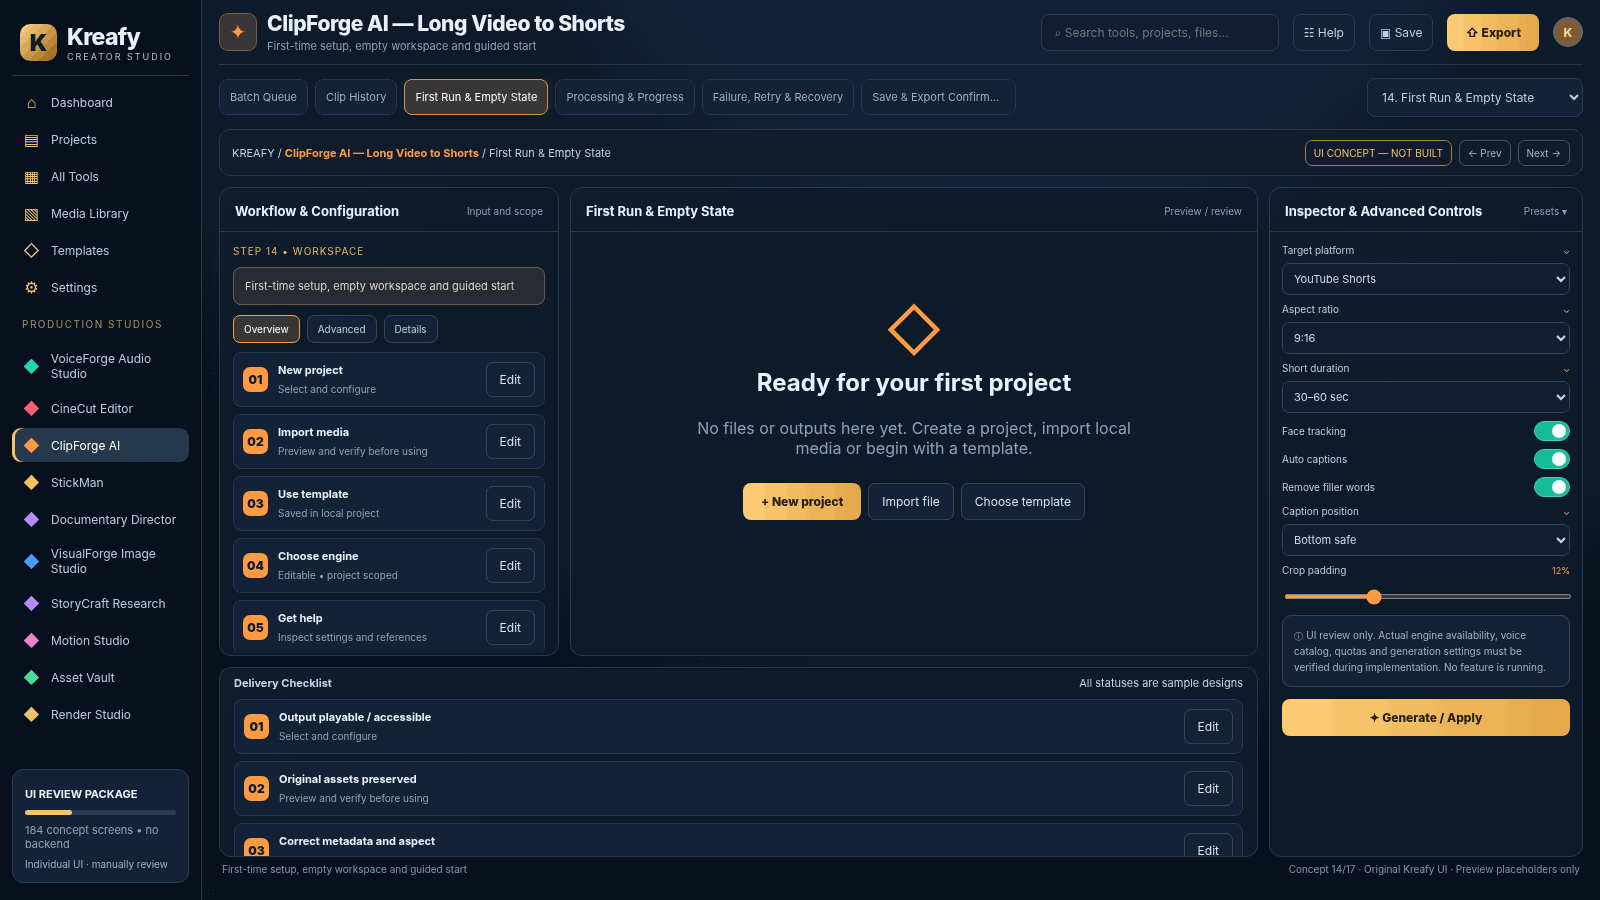 K
Kreafy
CREATOR STUDIO
Dashboard
Projects
All Tools
Media Library
Templates
Settings
PRODUCTION STUDIOS
VoiceForge Audio
Studio
CineCut Editor
ClipForge AI
StickMan
Documentary Director
VisualForge Image
Studio
StoryCraft Research
Motion Studio
Asset Vault
Render Studio
UI REVIEW PACKAGE
184 concept screens • no
backend
Individual UI · manually review
ClipForge AI — Long Video to Shorts
First-time setup, empty workspace and guided start
Search tools, projects, files...
Help
Save
Export
K
Batch Queue
Clip History
First Run & Empty State
Processing & Progress
Failure, Retry & Recovery
Save & Export Confirm...
14. First Run & Empty State
KREAFY / ClipForge AI — Long Video to Shorts / First Run & Empty State
UI CONCEPT — NOT BUILT
← Prev
Next →
Workflow & Configuration
Input and scope
STEP 14 • WORKSPACE
First-time setup, empty workspace and guided start
Overview
Advanced
Details
01
New project
Select and configure
Edit
02
Import media
Preview and verify before using
Edit
03
Use template
Saved in local project
Edit
04
Choose engine
Editable • project scoped
Edit
05
Get help
Inspect settings and references
Edit
First Run & Empty State
Preview / review
Ready for your first project
No files or outputs here yet. Create a project, import local
media or begin with a template.
+ New project
Import file
Choose template
Delivery Checklist
All statuses are sample designs
01
Output playable / accessible
Select and configure
Edit
02
Original assets preserved
Preview and verify before using
Edit
03
Correct metadata and aspect
Edit
Inspector & Advanced Controls
Presets ▾
Target platform
YouTube Shorts
Aspect ratio
9:16
Short duration
30–60 sec
Face tracking
Auto captions
Remove filler words
Caption position
Bottom safe
Crop padding
12%
ⓘ UI review only. Actual engine availability, voice
catalog, quotas and generation settings must be
verified during implementation. No feature is running.
✦ Generate / Apply
First-time setup, empty workspace and guided start
Concept 14/17 · Original Kreafy UI · Preview placeholders only